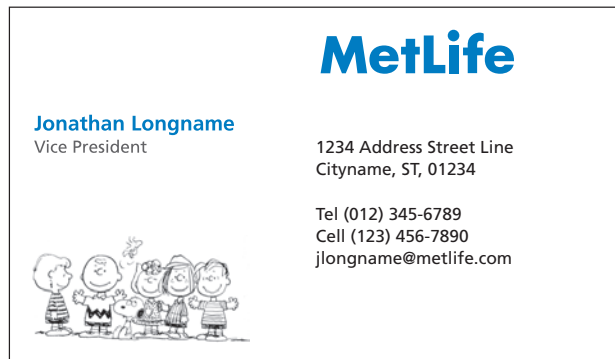 MetLife
Jonathan Longname
Vice President
1234 Address Street Line
Cityname, ST, 01234
Tel (012) 345-6789
Cell (123) 456-7890
jlongname@metlife.com